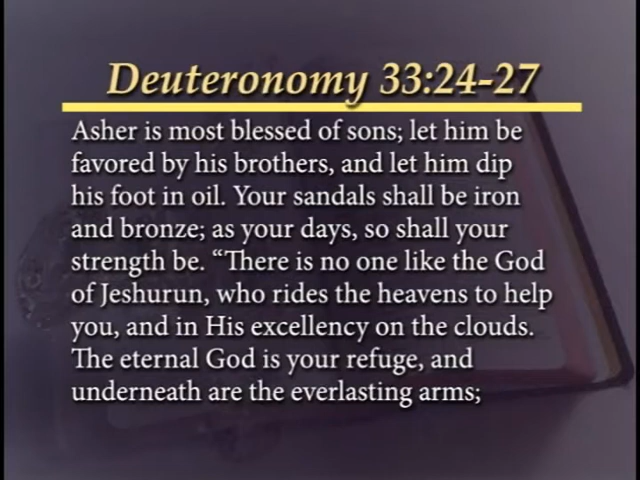 Deuteronomy 33:24-27
Asher is most blessed of sons; let him be
favored by his brothers, and let him dip
his foot in oil. Your sandals shall be iron
and bronze; as your days, so shall your
strength be. “There is no one like the God
of Jeshurun, who rides the heavens to help
you, and in His excellency on the clouds.
The eternal God is your refuge, and
underneath are the everlasting arms;